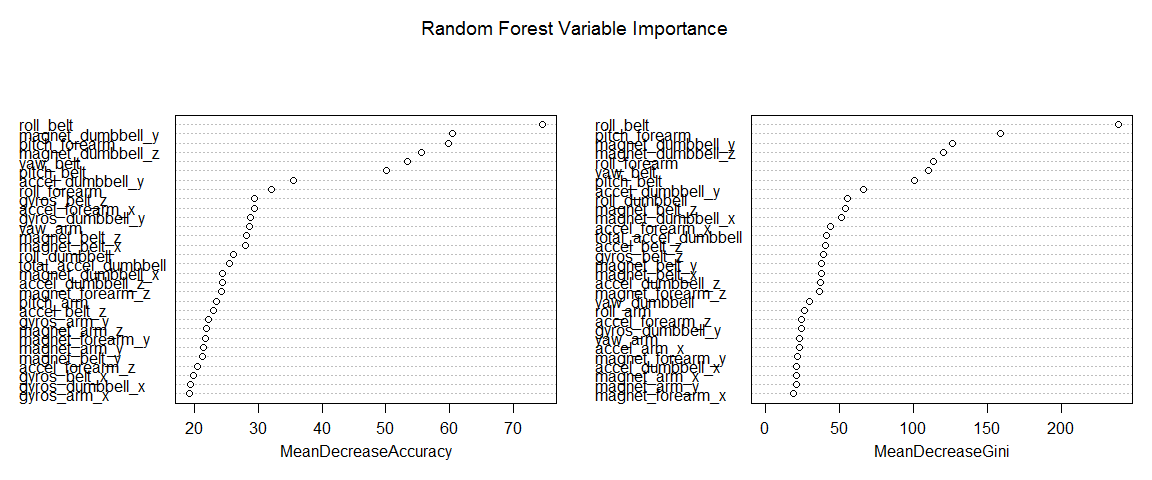 Random Forest Variable Importance
roll_belt
magnet_dumbbell_y
pitch_forearm
magnet_dumbbell_z
yaw_belt
pitch_belt
accel_dumbbell_y
roll_forearm
gyros_belt_z
accel_forearm_x
gyros_dumbbell_y
yaw_arm
magnet_belt_z
magnet_belt_x
roll_dumbbell
total_accel_dumbbell
magnet_dumbbell_x
accel_dumbbell_z
magnet_forearm_z
pitch_arm
accel_belt_z
gyros_arm_y
magnet_arm_z
magnet_forearm_y
magnet_arm_y
magnet_belt_y
accel_forearm_z
gyros_belt_x
gyros_dumbbell_x
gyros_arm_x
20 30 40 50 60 70
MeanDecreaseAccuracy
roll_belt
pitch_forearm
magnet_dumbbell_y
magnet_dumbbell_z
roll_forearm
yaw_belt
pitch_belt
accel_dumbbell_y
roll_dumbbell
magnet_belt_z
magnet_dumbbell_x
accel_forearm_x
total_accel_dumbbell
accel_belt_z
gyros_belt_z
magnet_belt_y
magnet_belt_x
accel_dumbbell_z
magnet_forearm_z
yaw_dumbbell
roll_arm
accel_forearm_z
gyros_dumbbell_y
yaw_arm
accel_arm_x
magnet_forearm_y
accel_dumbbell_x
magnet_arm_x
magnet_arm_y
magnet_forearm_x
0 50 100 150 200
MeanDecreaseGini